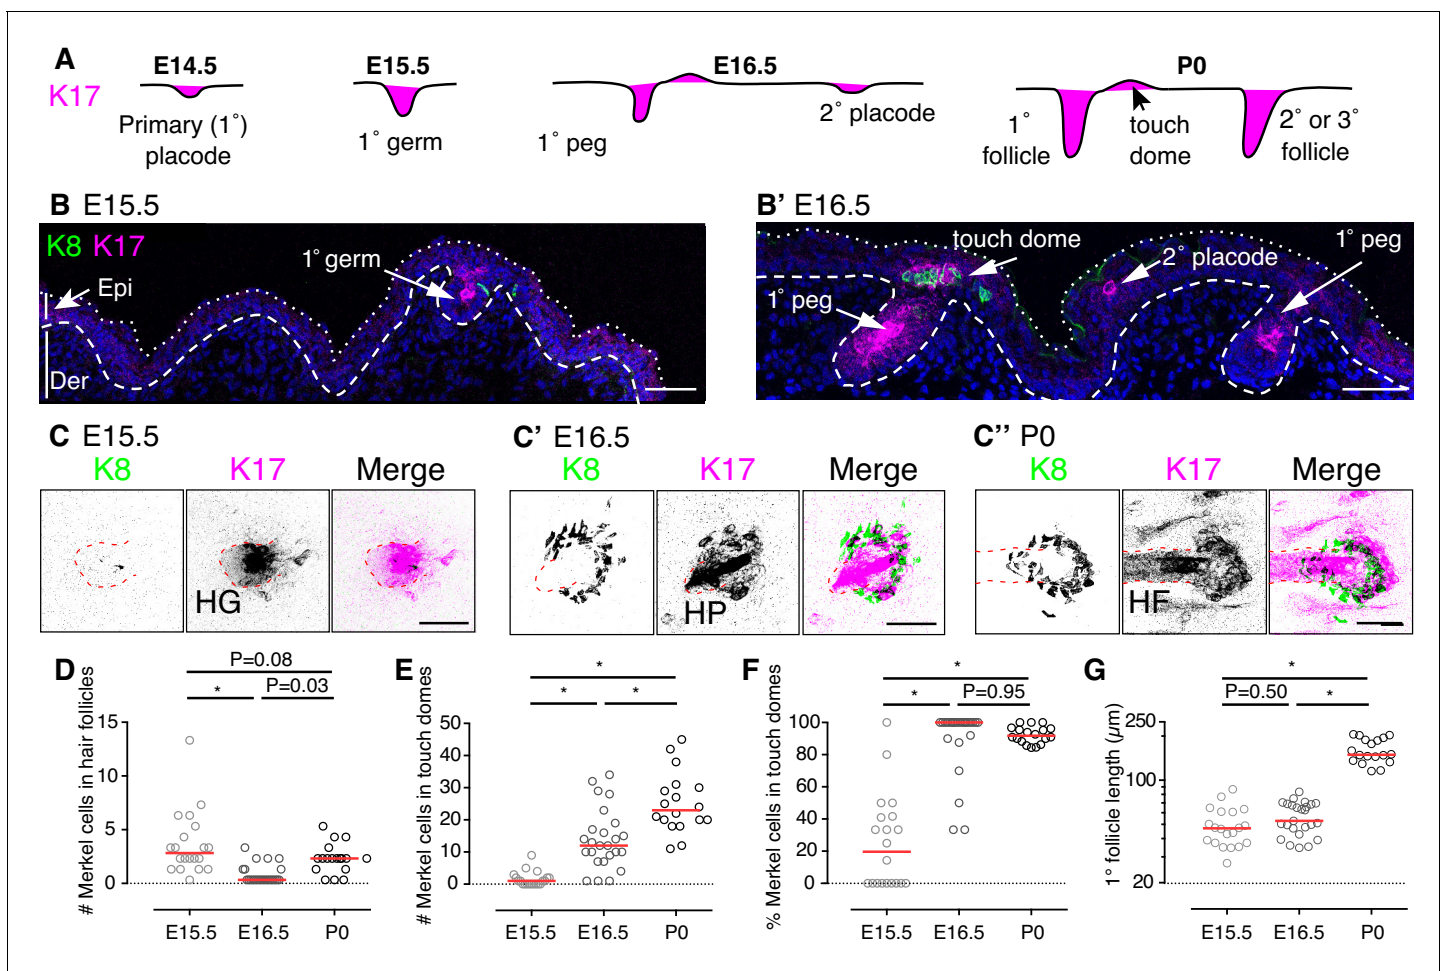 A
K17
E14.5
Primary (1°)
placode
E15.5
1° germ
E16.5
1° peg
2° placode
P0
1°
follicle
touch
dome
2° or 3°
follicle
B E15.5
K8 K17
Epi
Der
1° germ
B' E16.5
touch dome
1° peg
2° placode
1° peg
C E15.5
K8 K17 Merge
HG
C' E16.5
K8 K17 Merge
HP
C'' P0
K8 K17 Merge
HF
D
# Merkel cells in hair follicles
P=0.08
* P=0.03
15
10
5
0
E15.5 E16.5 P0
E
# Merkel cells in touch domes
*
* *
50
40
30
20
10
0
E15.5 E16.5 P0
F
% Merkel cells in touch domes
*
* P=0.95
100
80
60
40
20
0
E15.5 E16.5 P0
G
1° follicle length (µm)
*
P=0.50 *
250
100
20
E15.5 E16.5 P0